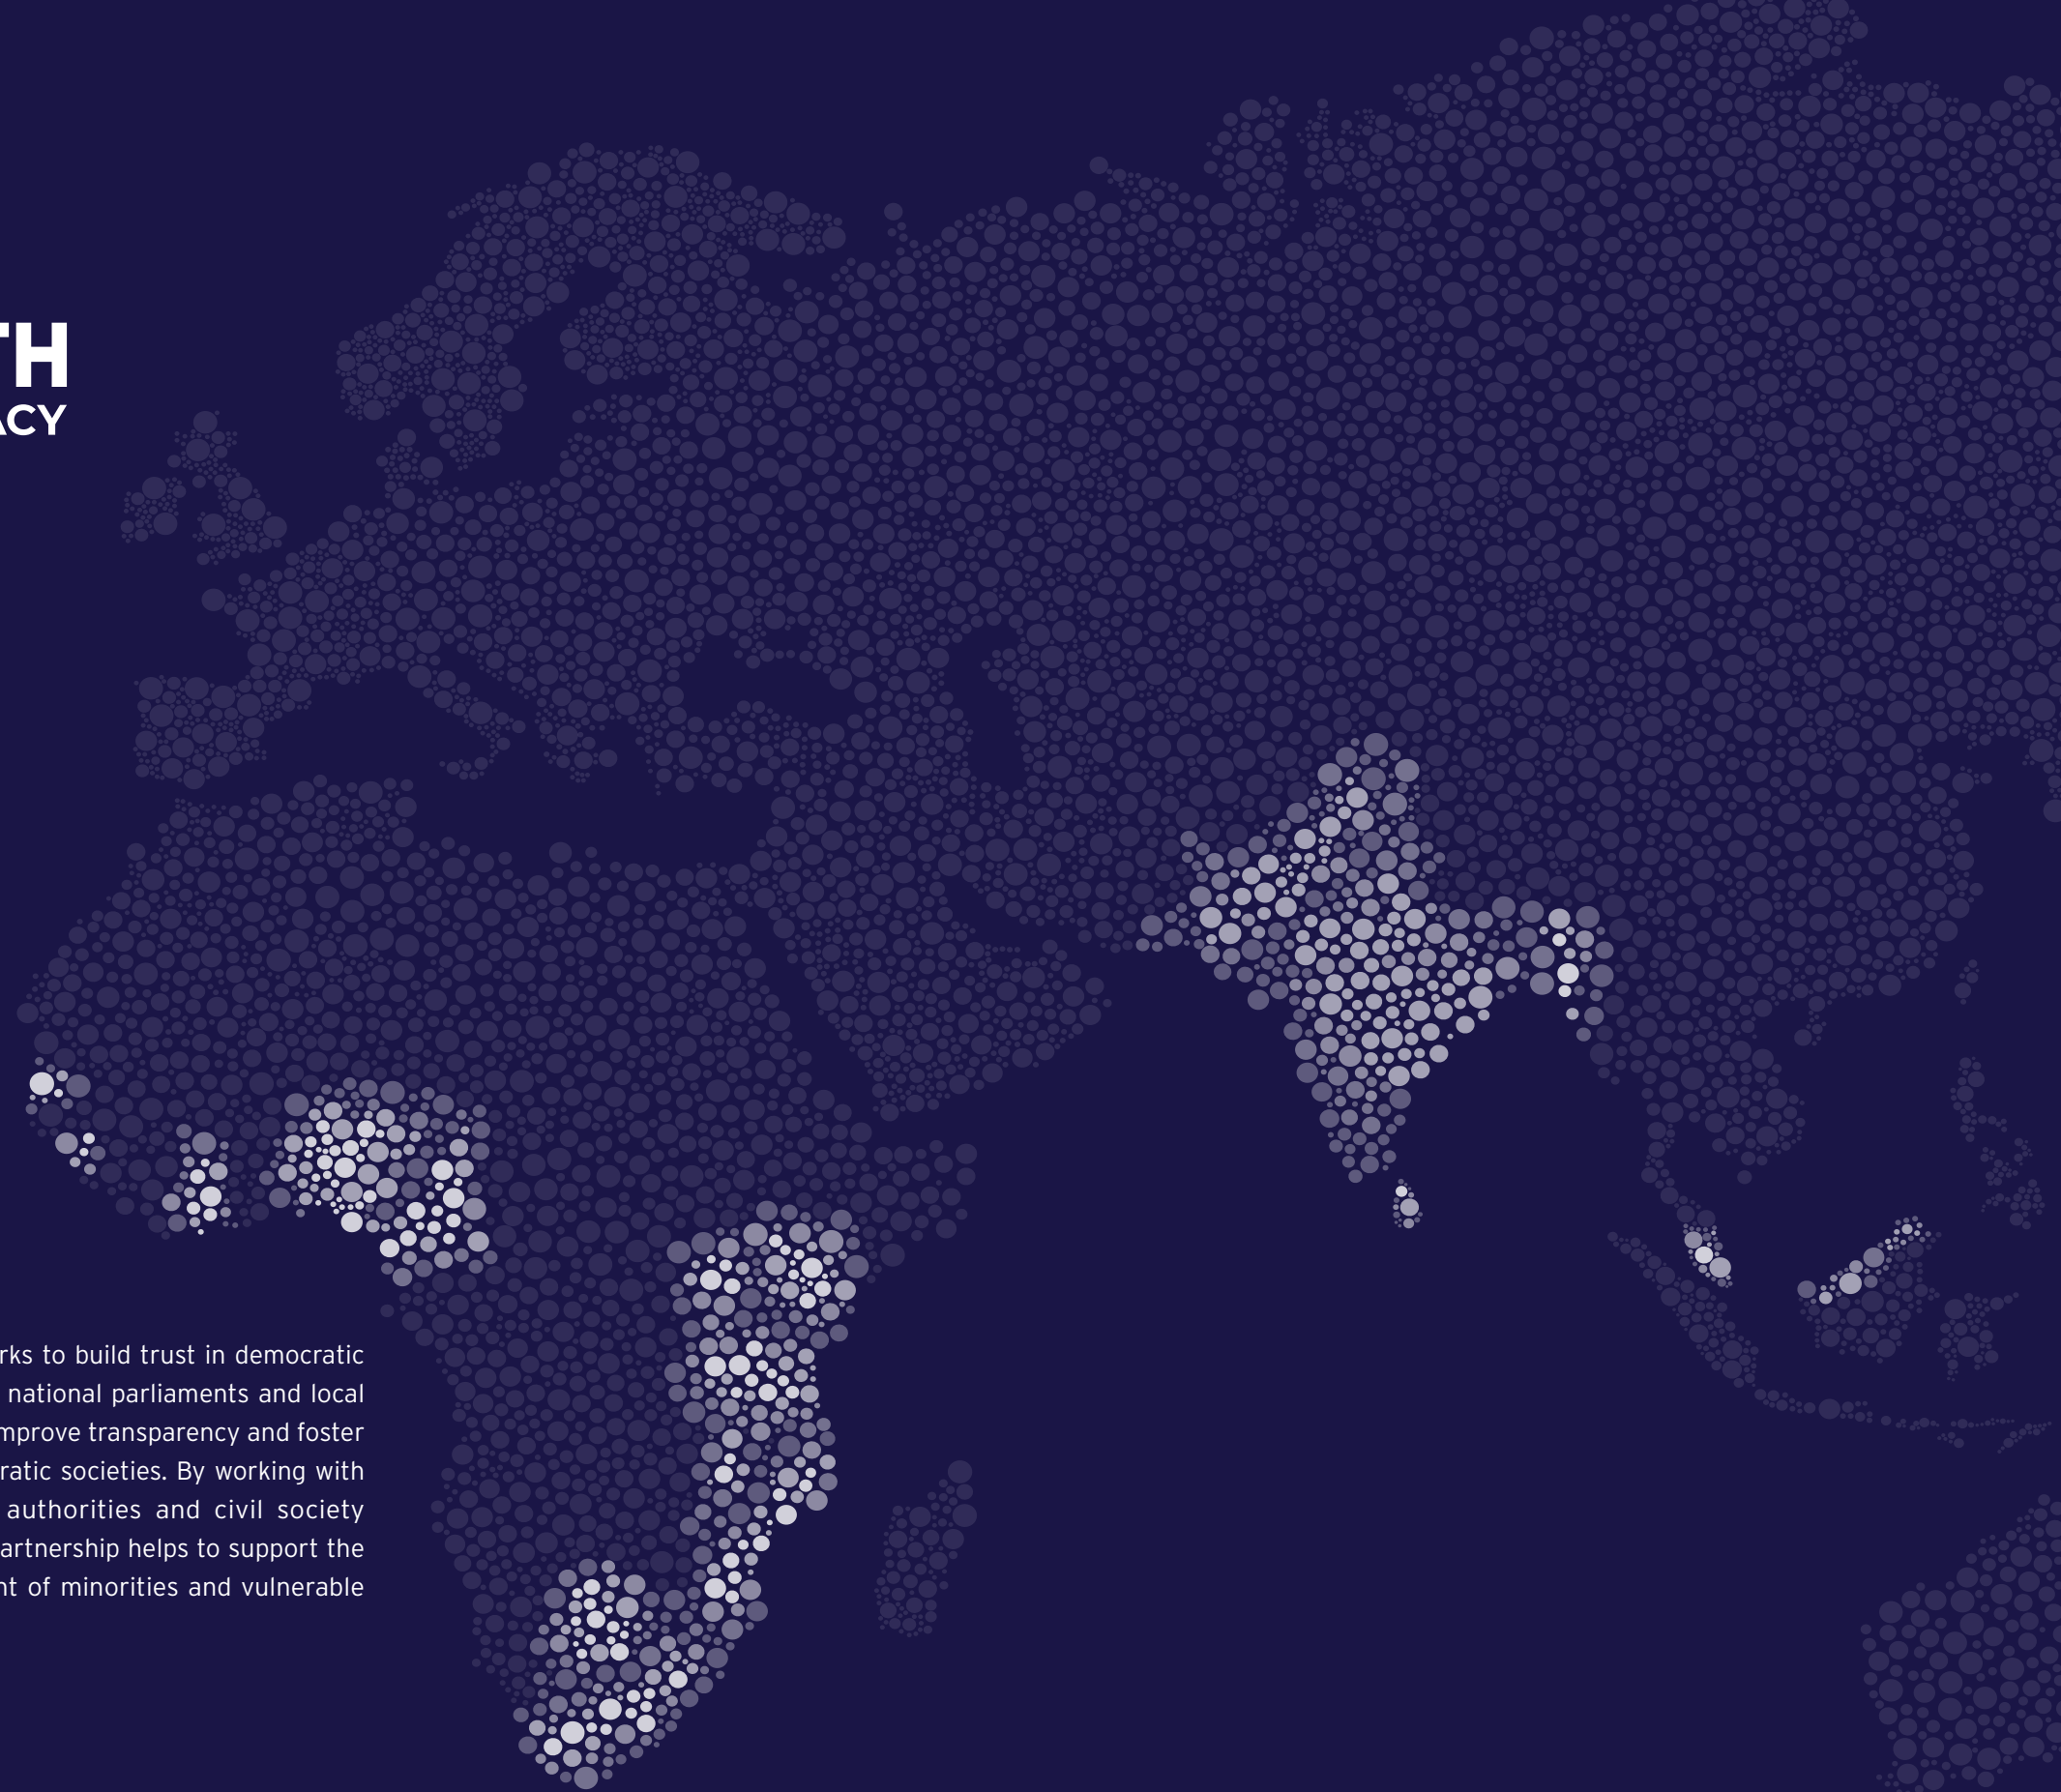 TH
ACY
rks to build trust in democratic
national parliaments and local
mprove transparency and foster
ratic societies. By working with
authorities and civil society
artnership helps to support the
nt of minorities and vulnerable